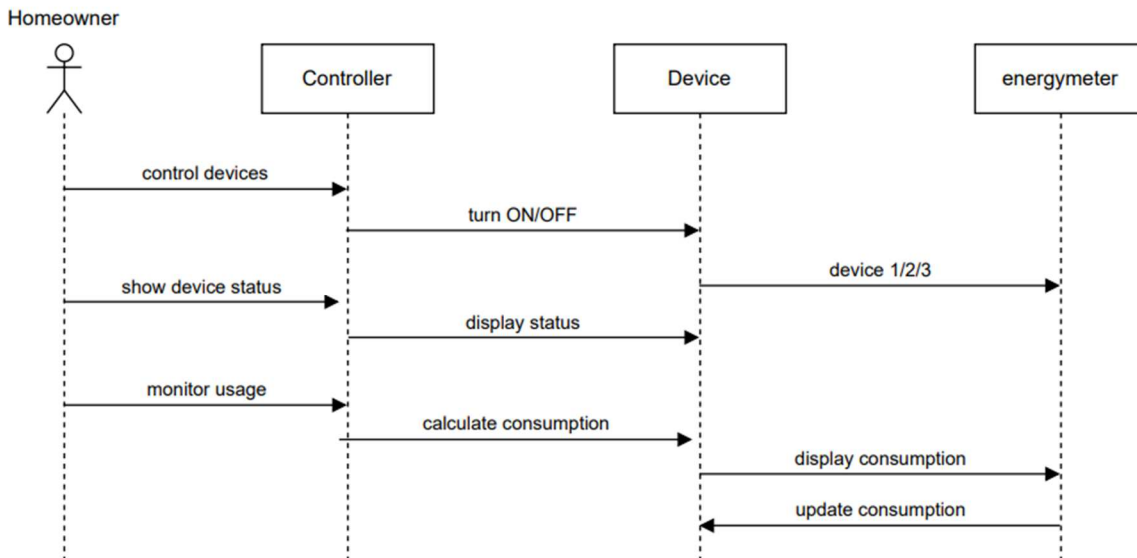 Homeowner
Controller
Device
energymeter
control devices
turn ON/OFF
device 1/2/3
show device status
display status
monitor usage
calculate consumption
display consumption
update consumption